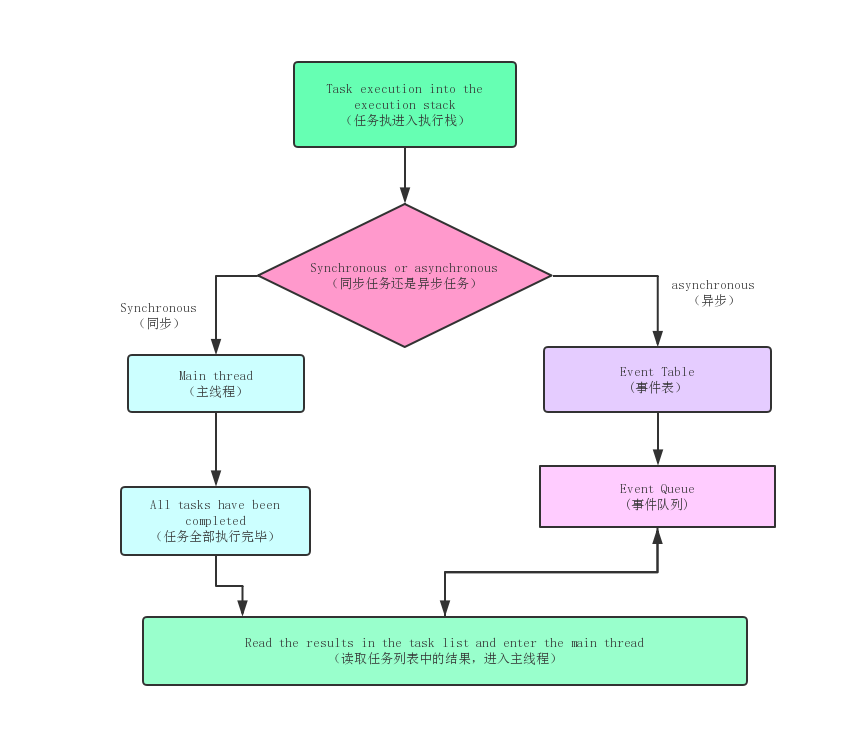 Task execution into the
execution stack
（任务执进入执行栈）
Synchronous or asynchronous
（同步任务还是异步任务）
Synchronous
（同步）
asynchronous
（异步）
Main thread
（主线程）
Event Table
（事件表）
All tasks have been
completed
（任务全部执行完毕）
Event Queue
(事件队列)
Read the results in the task list and enter the main thread
（读取任务列表中的结果，进入主线程）